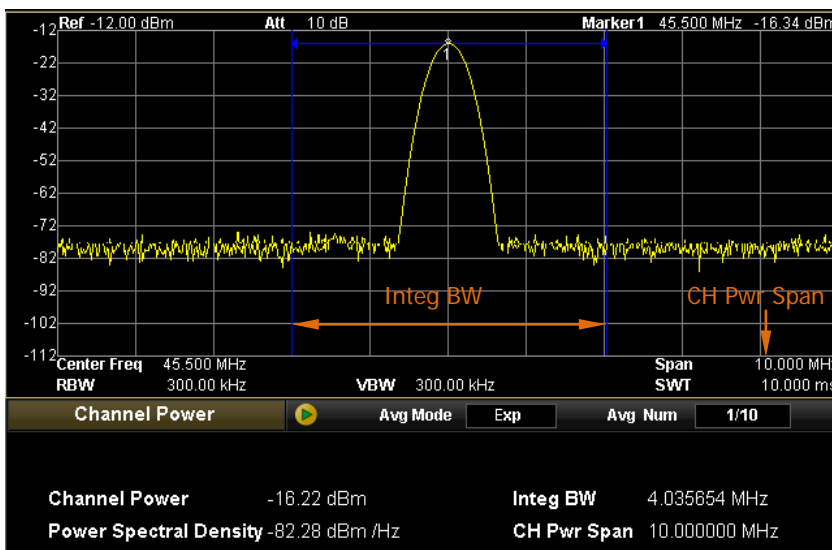 Ref -12.00 dBm Att 10 dB Marker1 45.500 MHz -16.34 dBm
-12
1
-22
-32
-42
-52
-62
-72
-82
-92
Integ BW CH Pwr Span
-102
-112
Center Freq 45.500 MHz Span 10.000 MHz
RBW 300.00 kHz VBW 300.00 kHz SWT 10.000 ms
Channel Power Avg Mode Exp Avg Num 1/10
Channel Power -16.22 dBm Integ BW 4.035654 MHz
Power Spectral Density -82.28 dBm /Hz CH Pwr Span 10.000000 MHz